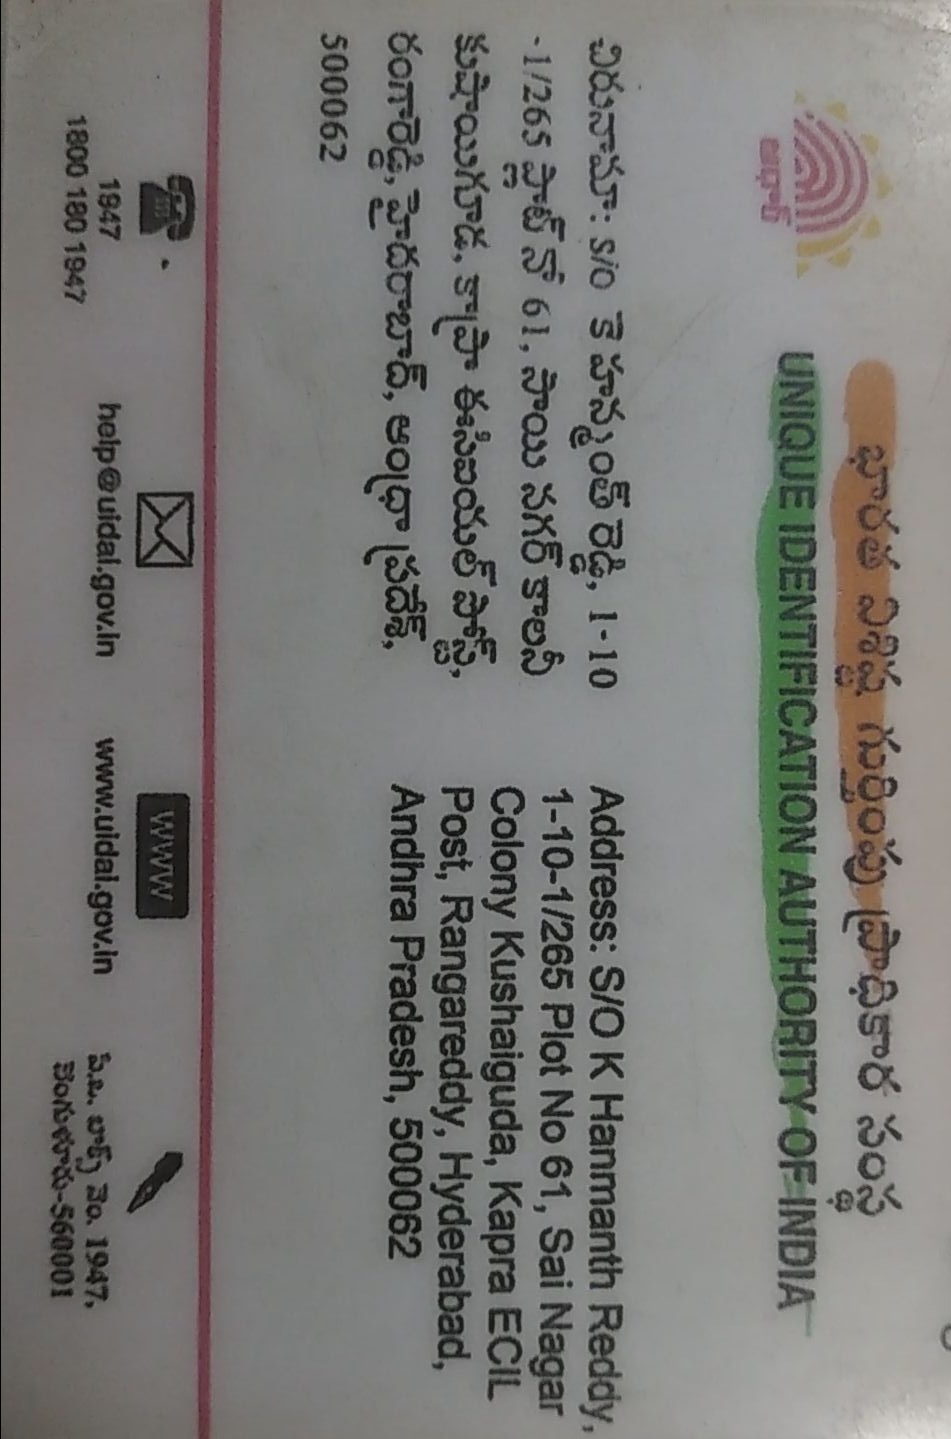 భారత విశిష్ట గుర్తింపు ప్రాధికార సంస్థ
UNIQUE IDENTIFICATION AUTHORITY OF INDIA
ఆధార్
చిరునామా: S/O కె హన్మంత్ రెడ్డి, 1-10
-1/265 ప్లాట్ నో 61, సాయి నగర్ కాలనీ
కుషాయిగూడ, కాప్రా ఈసిఐయల్ పోస్ట్,
రంగారెడ్డి, హైదరాబాద్, ఆంధ్రా ప్రదేశ్,
500062
Address: S/O K Hanmanth Reddy,
1-10-1/265 Plot No 61, Sai Nagar
Colony Kushaiguda, Kapra ECIL
Post, Rangareddy, Hyderabad,
Andhra Pradesh, 500062
1947
1800 180 1947
help@uidai.gov.in
WWW
www.uidai.gov.in
పి.ఒ. బాక్స్ నెం. 1947,
బెంగుళూరు-560001